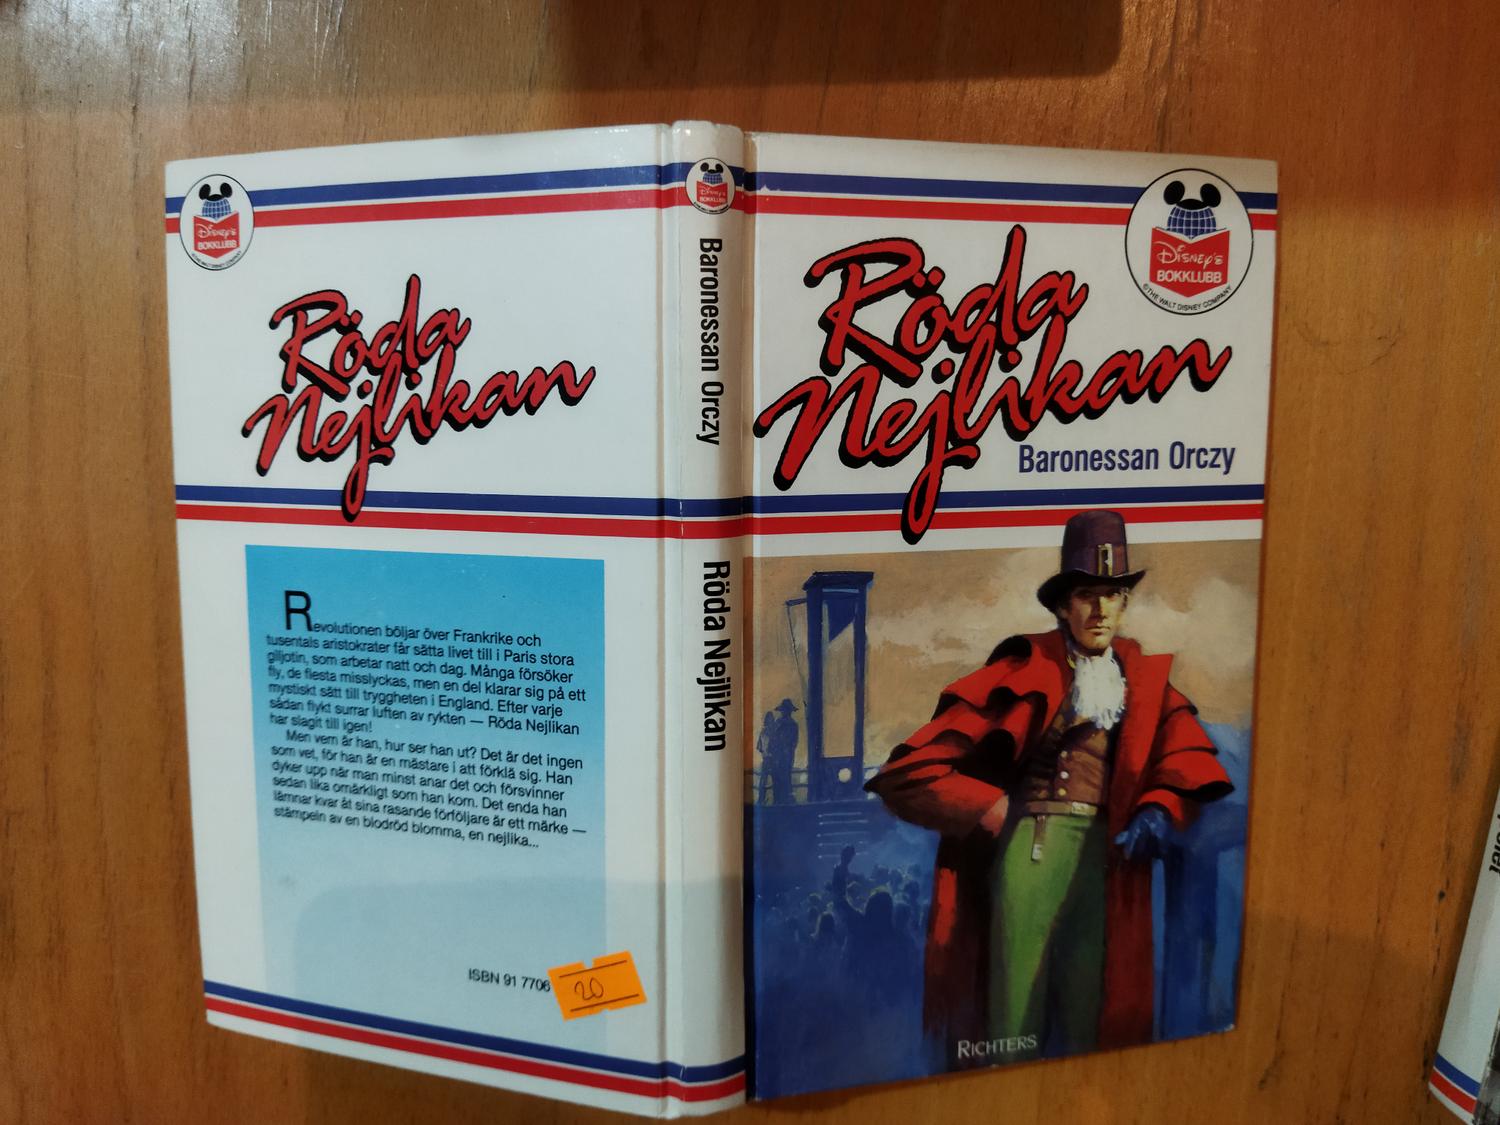 Disney's
BOKKLUBB
© THE WALT DISNEY COMPANY
Röda
Nejlikan
Revolutionen böljar över Frankrike och
tusentals aristokrater får sätta livet till i Paris stora
giljotin, som arbetar natt och dag. Många försöker
fly, de flesta misslyckas, men en del klarar sig på ett
mystiskt sätt till tryggheten i England. Efter varje
sådan flykt surrar luften av rykten — Röda Nejlikan
har slagit till igen!
Men vem är han, hur ser han ut? Det är det ingen
som vet, för han är en mästare i att förklä sig. Han
dyker upp när man minst anar det och försvinner
sedan lika omärkligt som han kom. Det enda han
lämnar kvar åt sina rasande förföljare är ett märke —
stämpeln av en blodröd blomma, en nejlika...
ISBN 91 7706
20
Disney's
BOKKLUBB
Baronessan Orczy
Röda Nejlikan
Disney's
BOKKLUBB
© THE WALT DISNEY COMPANY
Röda
Nejlikan
Baronessan Orczy
RICHTERS